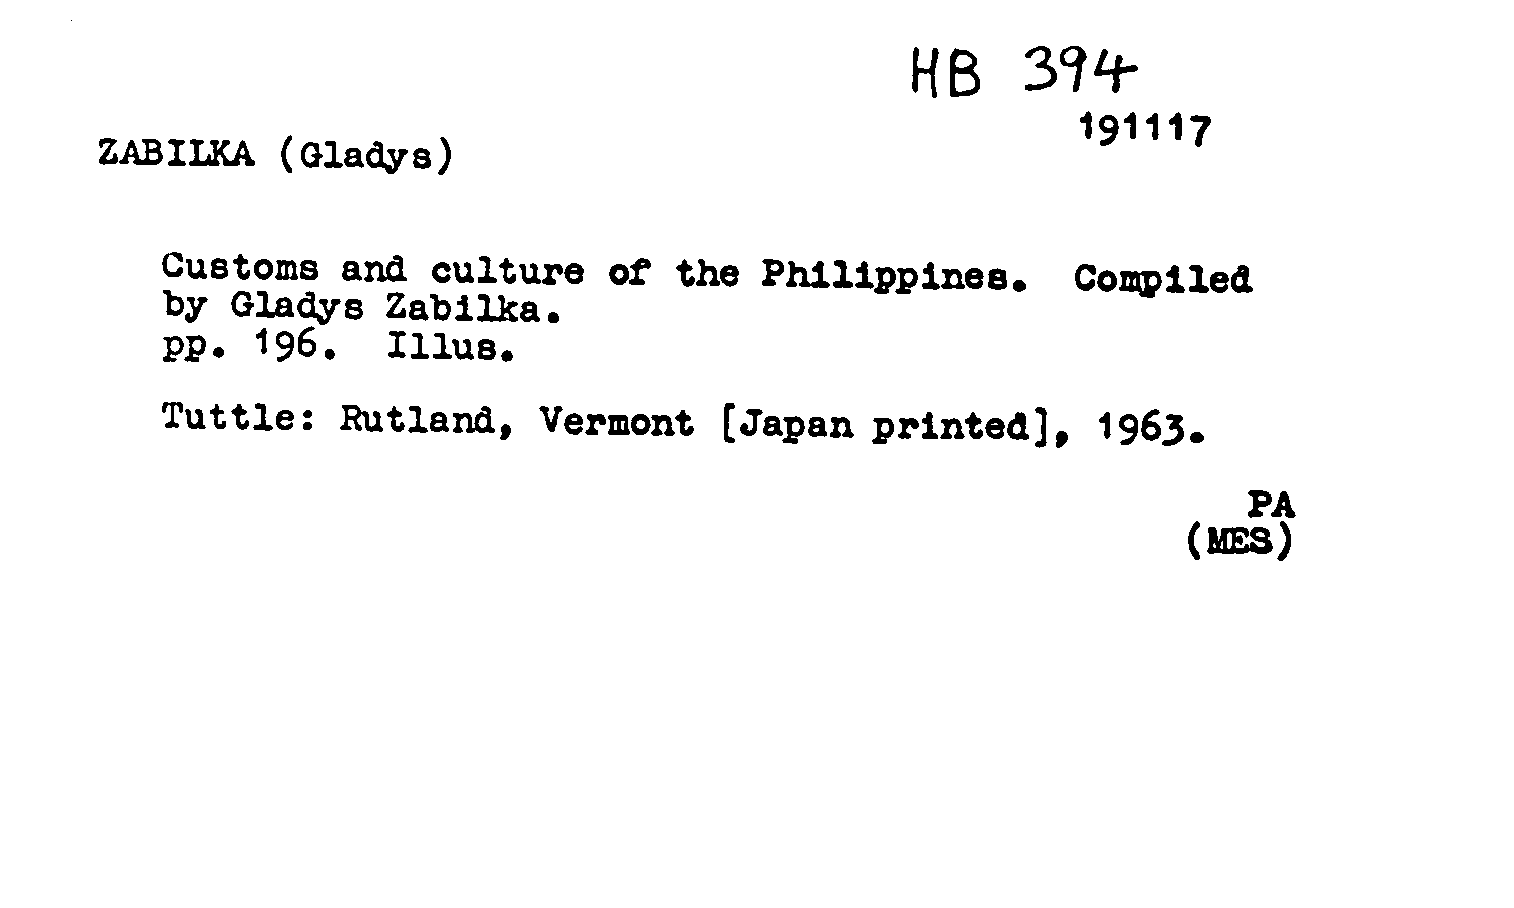 HB 394
191117
ZABILKA (Gladys)
Customs and culture of the Philippines. Compiled
by Gladys Zabilka.
pp. 196. Illus.
Tuttle: Rutland, Vermont [Japan printed], 1963.
PA
(MES)